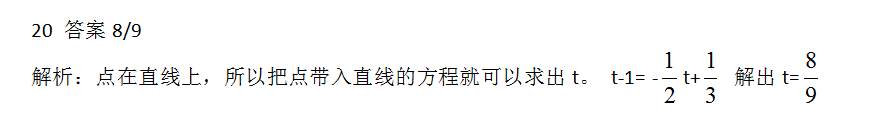 20 答案 8/9
解析：点在直线上，所以把点带入直线的方程就可以求出 t。 t-1= -1/2 t+1/3 解出 t=8/9